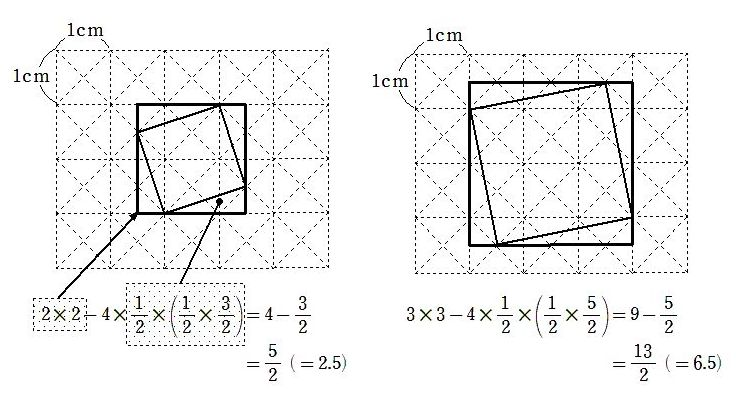 1cm
1cm
2×2−4×1/2×(1/2×3/2)=4−3/2
=5/2 (=2.5)
1cm
1cm
3×3−4×1/2×(1/2×5/2)=9−5/2
=13/2 (=6.5)